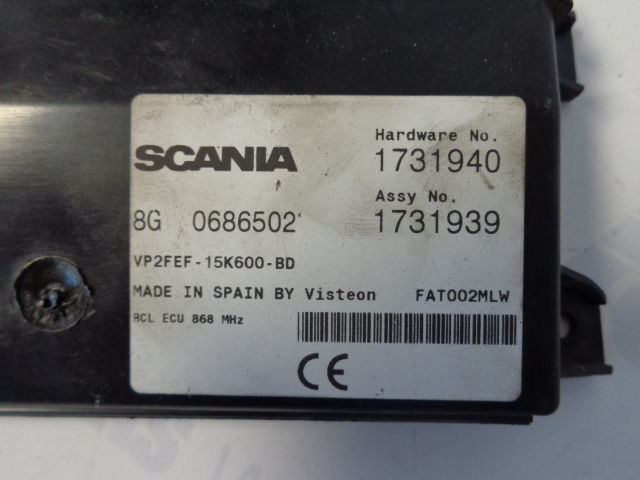 SCANIA
Hardware No.
1731940
Assy No.
8G 0686502 1731939
VP2FEF-15K600-BD
MADE IN SPAIN BY Visteon FAT002MLW
RCL ECU 868 MHz
CE